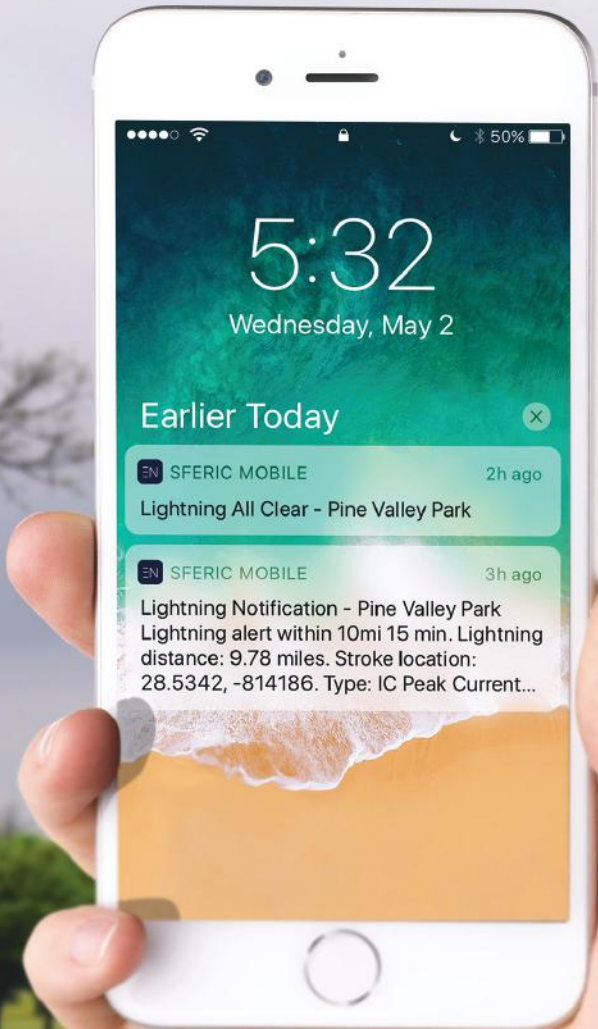 50%
5:32
Wednesday, May 2
Earlier Today
EN SFERIC MOBILE 2h ago
Lightning All Clear - Pine Valley Park
EN SFERIC MOBILE 3h ago
Lightning Notification - Pine Valley Park
Lightning alert within 10mi 15 min. Lightning
distance: 9.78 miles. Stroke location:
28.5342, -814186. Type: IC Peak Current...